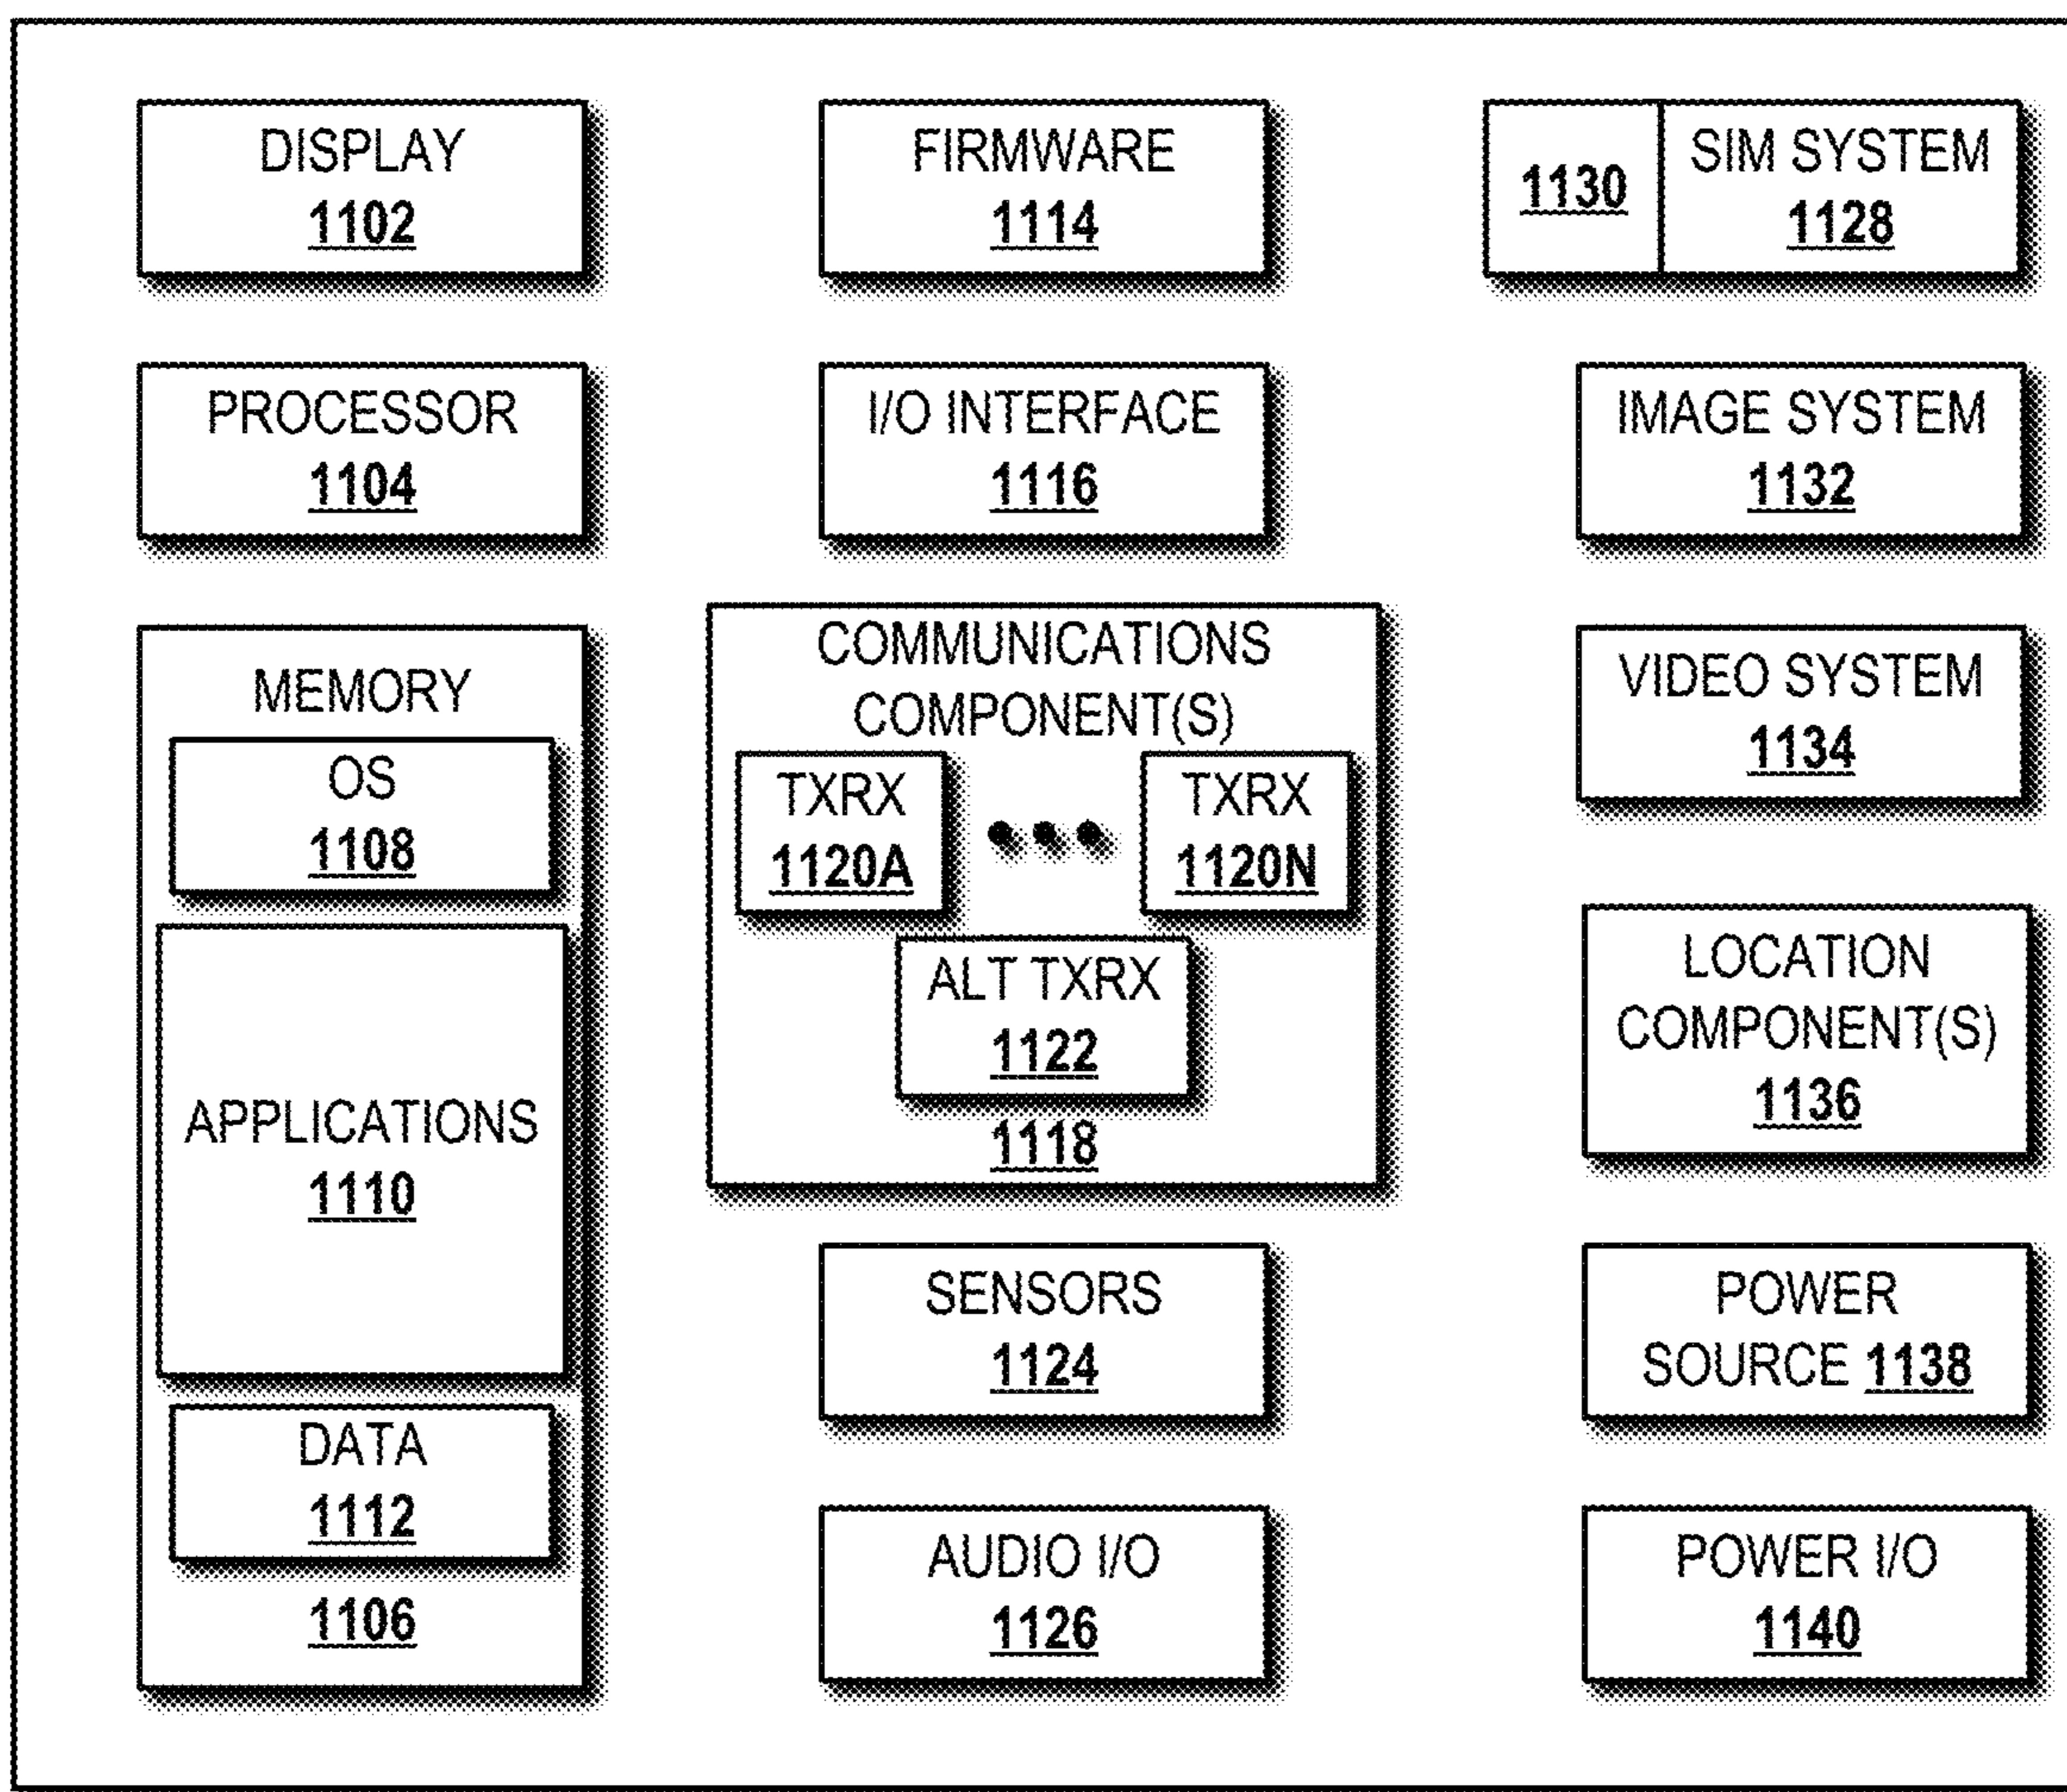 DISPLAY
1102
PROCESSOR
1104
MEMORY
OS
1108
APPLICATIONS
1110
DATA
1112
1106
FIRMWARE
1114
I/O INTERFACE
1116
COMMUNICATIONS
COMPONENT(S)
TXRX
1120A
TXRX
1120N
ALT TXRX
1122
1118
SENSORS
1124
AUDIO I/O
1126
1130
SIM SYSTEM
1128
IMAGE SYSTEM
1132
VIDEO SYSTEM
1134
LOCATION
COMPONENT(S)
1136
POWER
SOURCE 1138
POWER I/O
1140